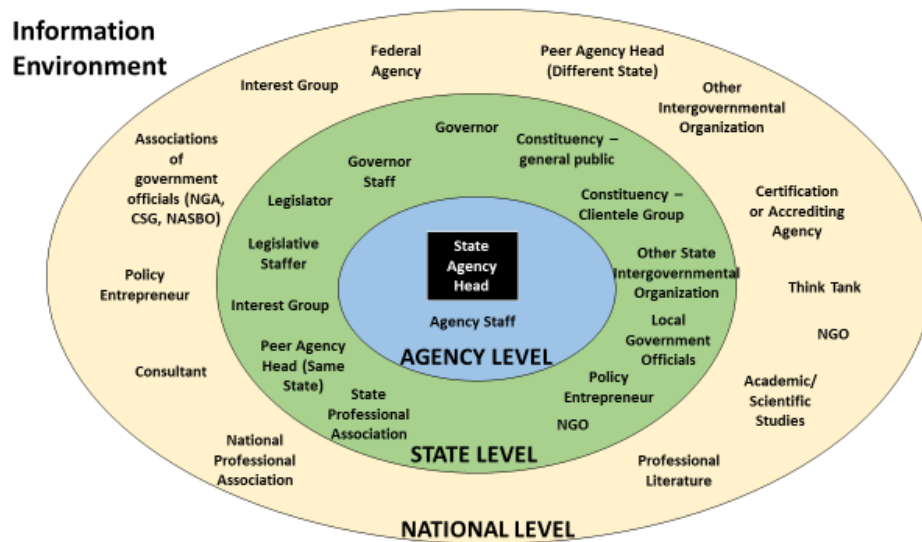 Information
Environment
Federal
Agency
Interest Group
Peer Agency Head
(Different State)
Other
Intergovernmental
Organization
Associations
of
government
officials (NGA,
CSG, NASBO)
Certification
or Accrediting
Agency
Policy
Entrepreneur
Think Tank
NGO
Consultant
Academic/
Scientific
Studies
National
Professional
Association
Professional
Literature
NATIONAL LEVEL
Governor
Constituency –
general public
Governor
Staff
Legislator
Constituency –
Clientele Group
Legislative
Staffer
Other State
Intergovernmental
Organization
Interest Group
Local
Government
Officials
Peer Agency
Head (Same
State)
Policy
Entrepreneur
State
Professional
Association
NGO
STATE LEVEL
State
Agency
Head
Agency Staff
AGENCY LEVEL